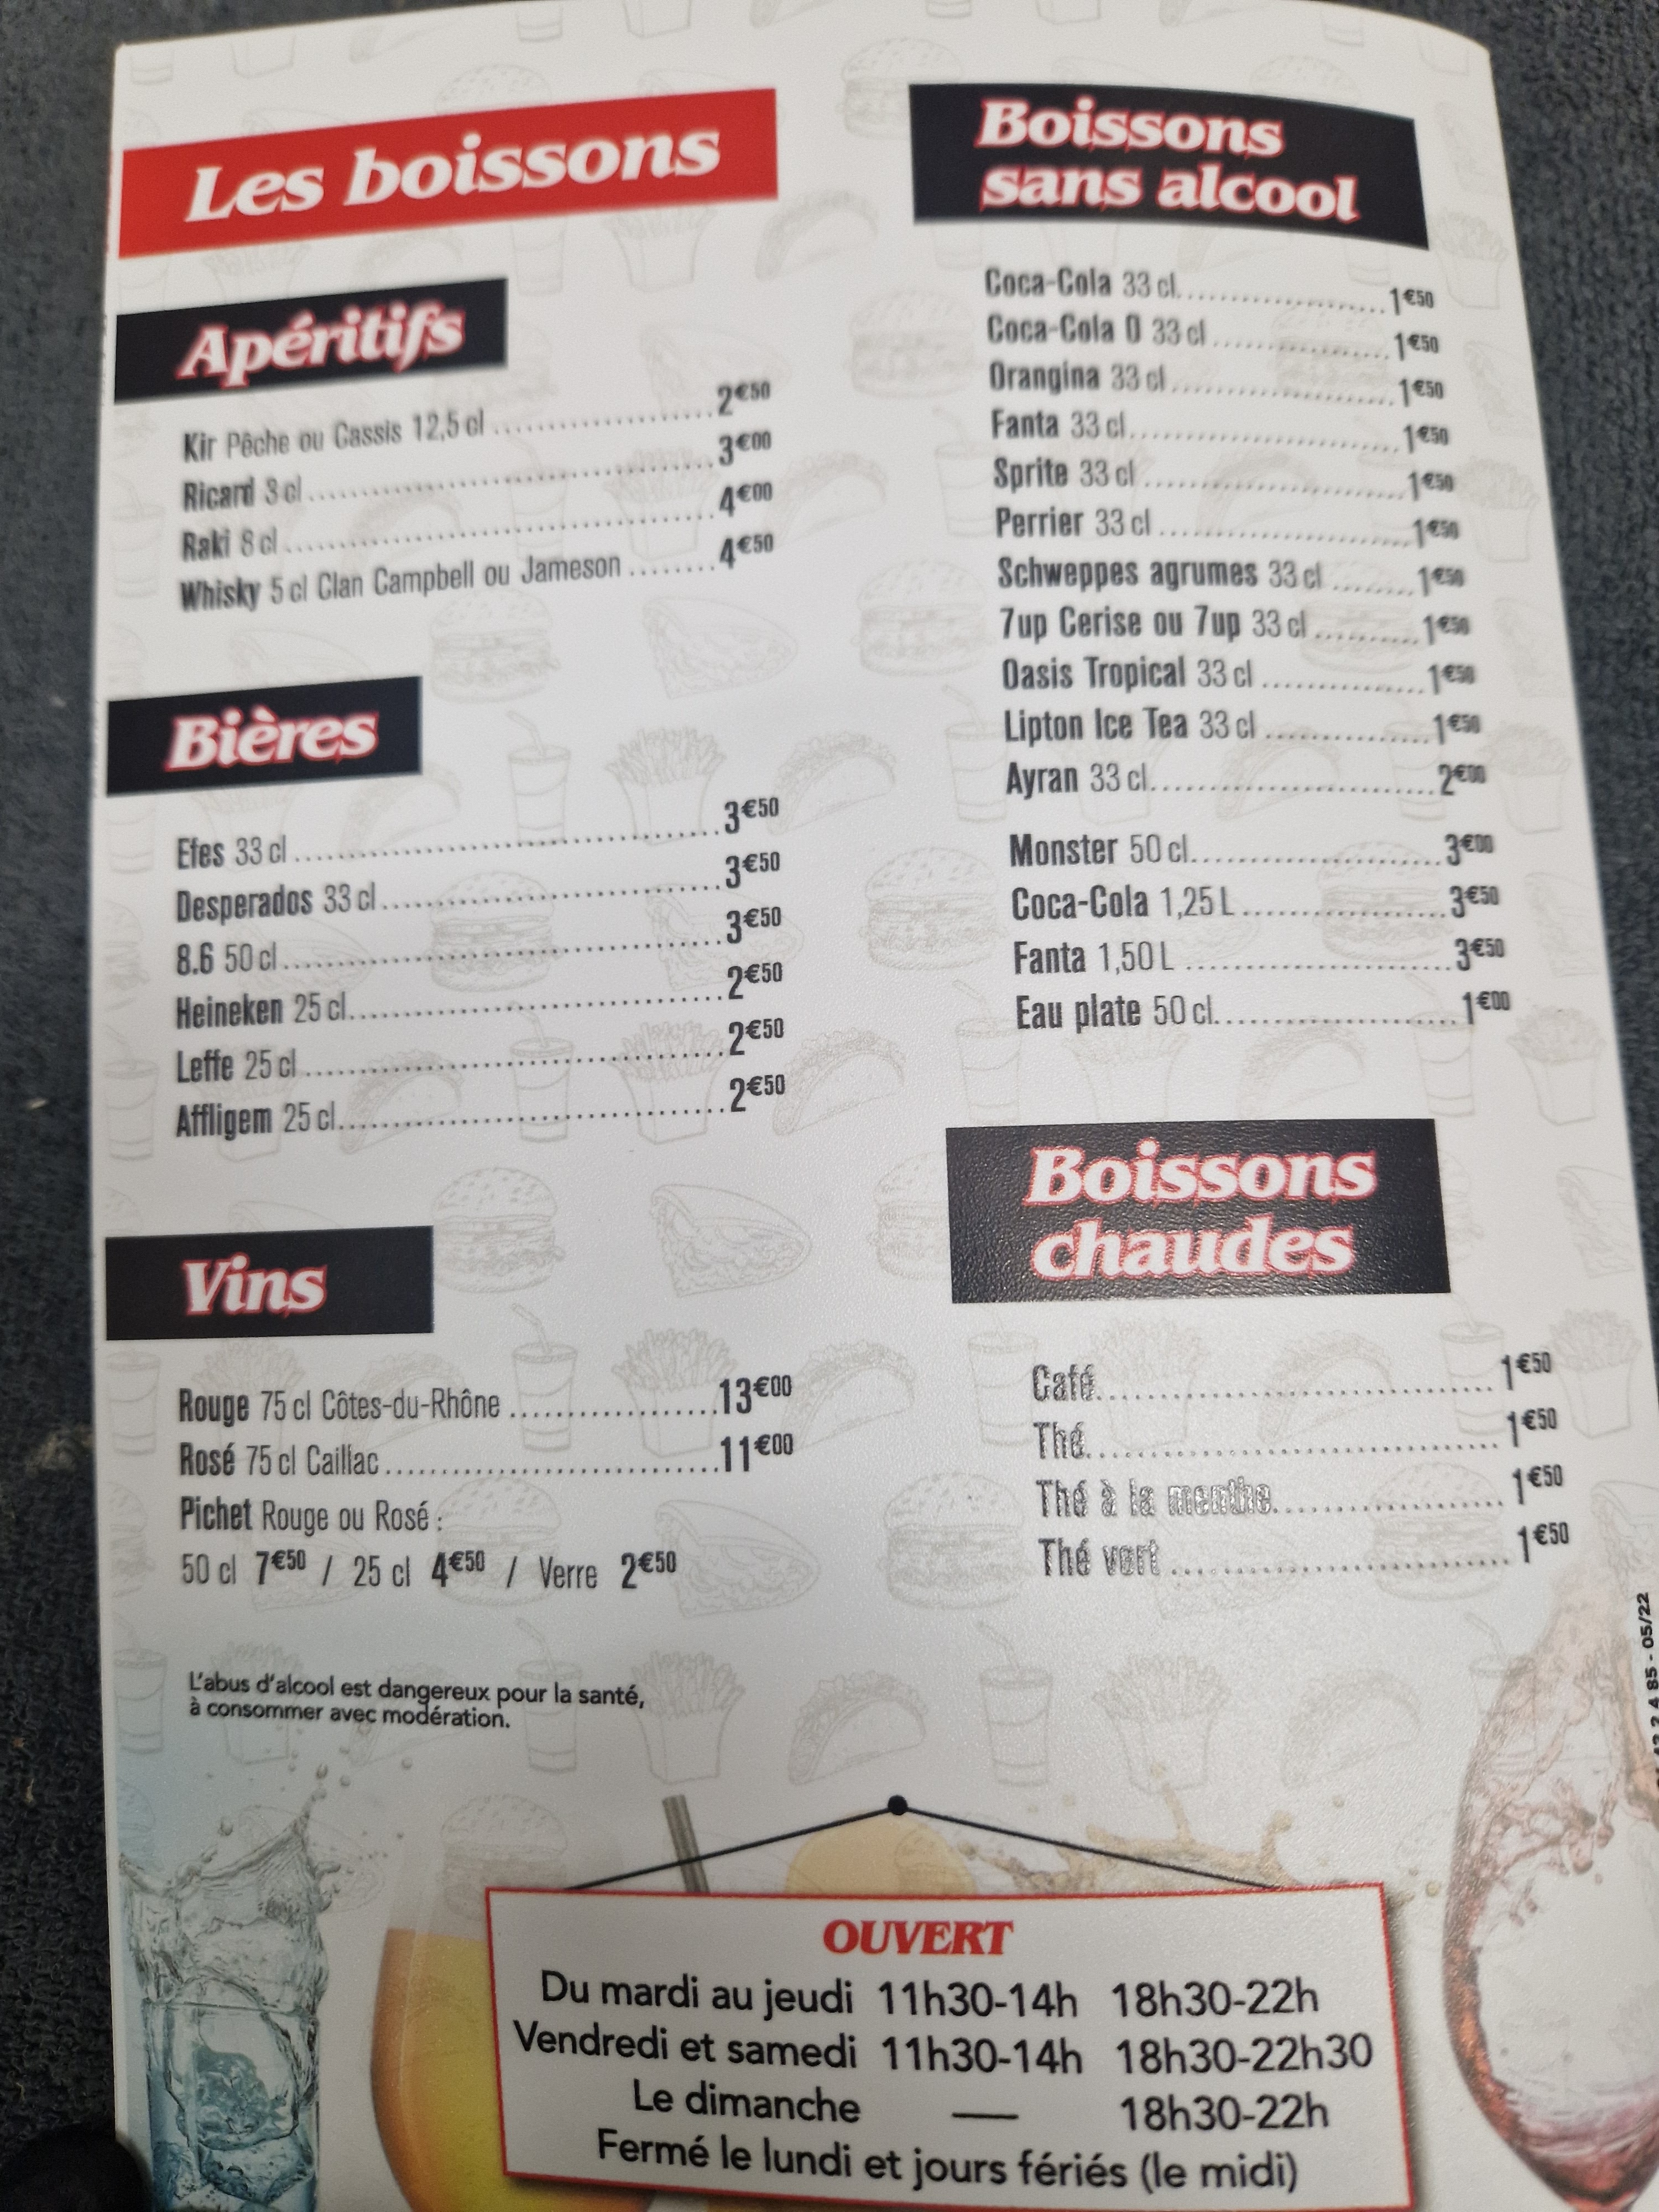 Les boissons
Apéritifs
Kir Pêche ou Cassis 12,5 cl ........ 2€50
Ricard 3 cl ........ 3€00
Raki 8 cl ........ 4€00
Whisky 5 cl Clan Campbell ou Jameson ........ 4€50
Bières
Efes 33 cl ........ 3€50
Desperados 33 cl ........ 3€50
8.6 50 cl ........ 3€50
Heineken 25 cl ........ 2€50
Leffe 25 cl ........ 2€50
Affligem 25 cl ........ 2€50
Vins
Rouge 75 cl Côtes-du-Rhône ........ 13€00
Rosé 75 cl Caillac ........ 11€00
Pichet Rouge ou Rosé :
50 cl 7€50 / 25 cl 4€50 / Verre 2€50
L'abus d'alcool est dangereux pour la santé,
à consommer avec modération.
Boissons
sans alcool
Coca-Cola 33 cl ........ 1€50
Coca-Cola 0 33 cl ........ 1€50
Orangina 33 cl ........ 1€50
Fanta 33 cl ........ 1€50
Sprite 33 cl ........ 1€50
Perrier 33 cl ........ 1€50
Schweppes agrumes 33 cl ........ 1€50
7up Cerise ou 7up 33 cl ........ 1€50
Oasis Tropical 33 cl ........ 1€50
Lipton Ice Tea 33 cl ........ 1€50
Ayran 33 cl ........ 2€00
Monster 50 cl ........ 3€00
Coca-Cola 1,25 L ........ 3€50
Fanta 1,50 L ........ 3€50
Eau plate 50 cl ........ 1€00
Boissons
chaudes
Café ........ 1€50
Thé ........ 1€50
Thé à la menthe ........ 1€50
Thé vert ........ 1€50
85 - 05/22
OUVERT
Du mardi au jeudi 11h30-14h 18h30-22h
Vendredi et samedi 11h30-14h 18h30-22h30
Le dimanche — 18h30-22h
Fermé le lundi et jours fériés (le midi)